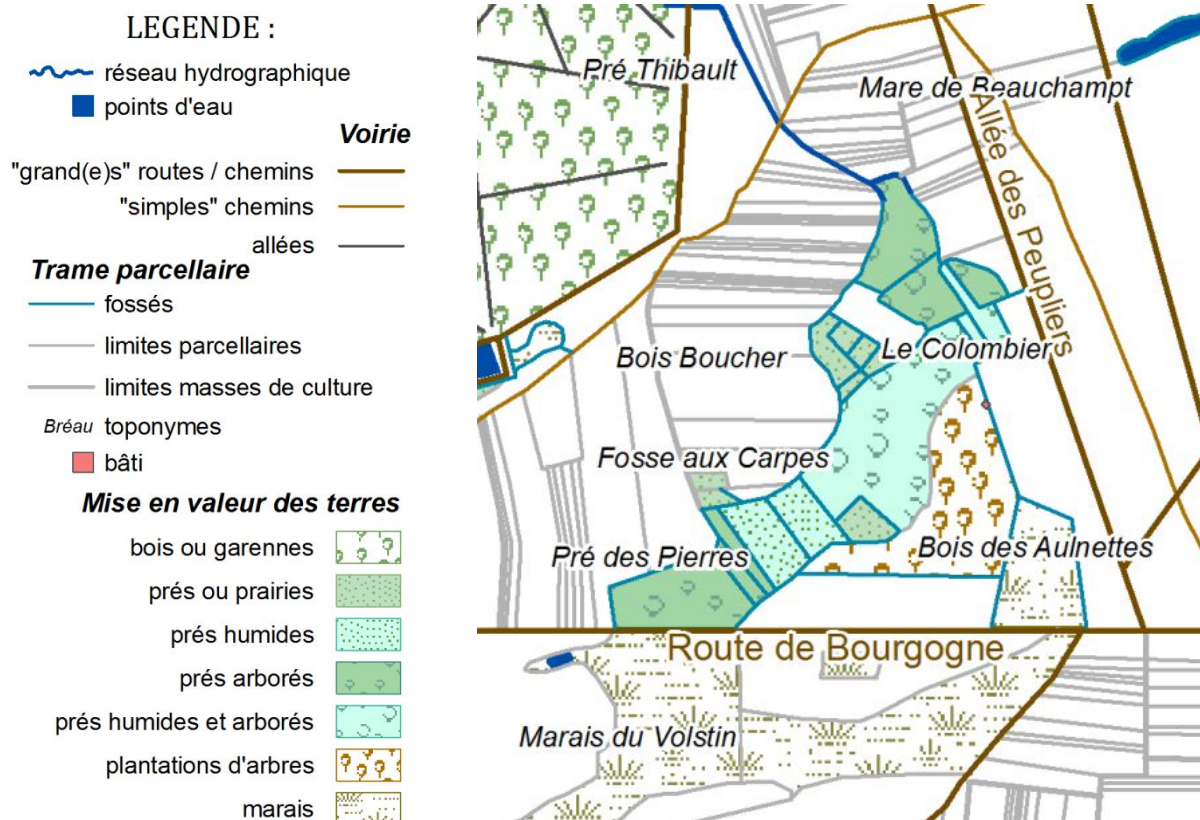 LEGENDE :
réseau hydrographique
points d'eau
Voirie
"grand(e)s" routes / chemins
"simples" chemins
allées
Trame parcellaire
fossés
limites parcellaires
limites masses de culture
Bréau toponymes
bâti
Mise en valeur des terres
bois ou garennes
prés ou prairies
prés humides
prés arborés
prés humides et arborés
plantations d'arbres
marais
Pré Thibault
Mare de Beauchampt
Allée des Peupliers
Bois Boucher
Le Colombier
Fosse aux Carpes
Pré des Pierres
Bois des Aulnettes
Route de Bourgogne
Marais du Volstin